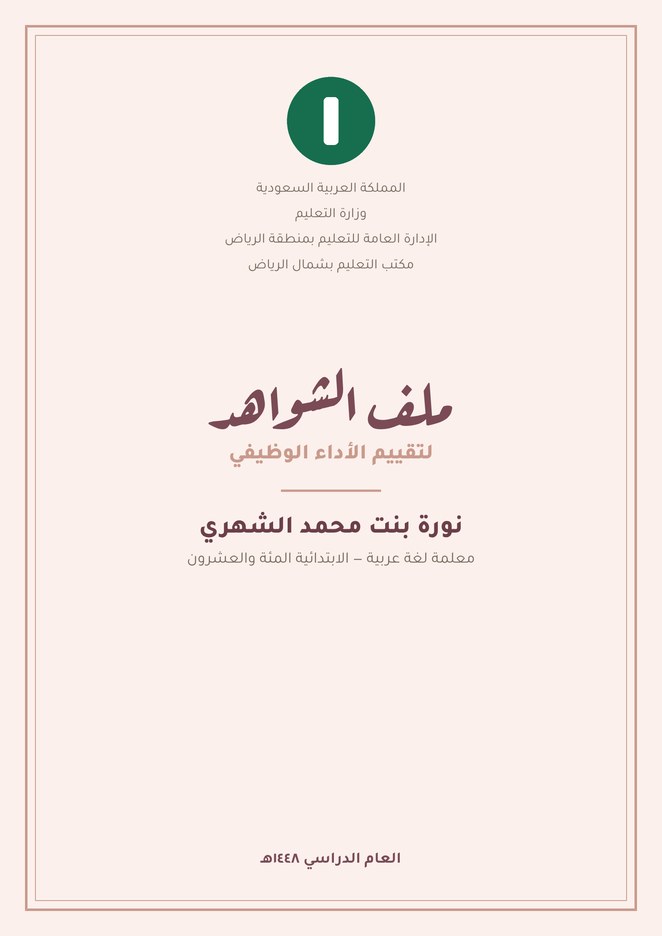 المملكة العربية السعودية
وزارة التعليم
الإدارة العامة للتعليم بمنطقة الرياض
مكتب التعليم بشمال الرياض
ملف الشواهد
لتقييم الأداء الوظيفي
نورة بنت محمد الشهري
معلمة لغة عربية – الابتدائية المئة والعشرون
العام الدراسي ١٤٤٨هـ